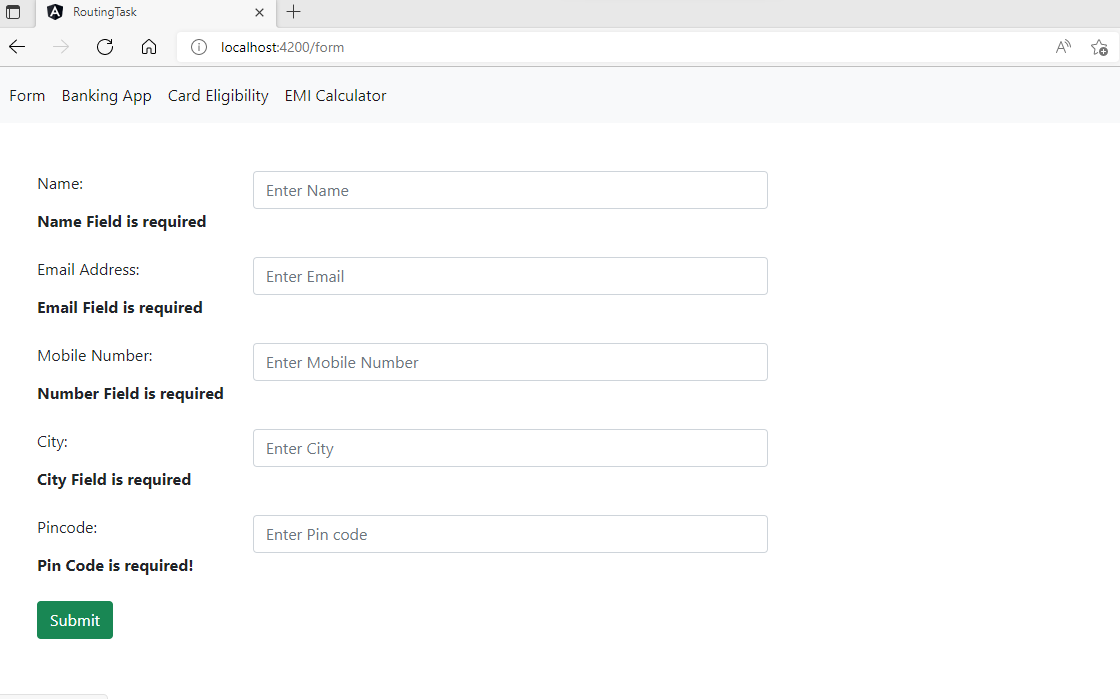 RoutingTask
localhost:4200/form
Form Banking App Card Eligibility EMI Calculator
Name: Enter Name
Name Field is required
Email Address: Enter Email
Email Field is required
Mobile Number: Enter Mobile Number
Number Field is required
City: Enter City
City Field is required
Pincode: Enter Pin code
Pin Code is required!
Submit